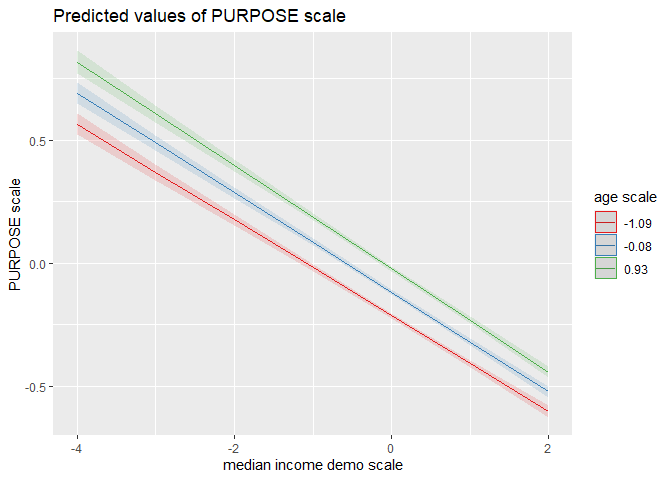 Predicted values of PURPOSE scale
PURPOSE scale
0.5
0.0
-0.5
-4
-2
0
2
median income demo scale
age scale
-1.09
-0.08
0.93